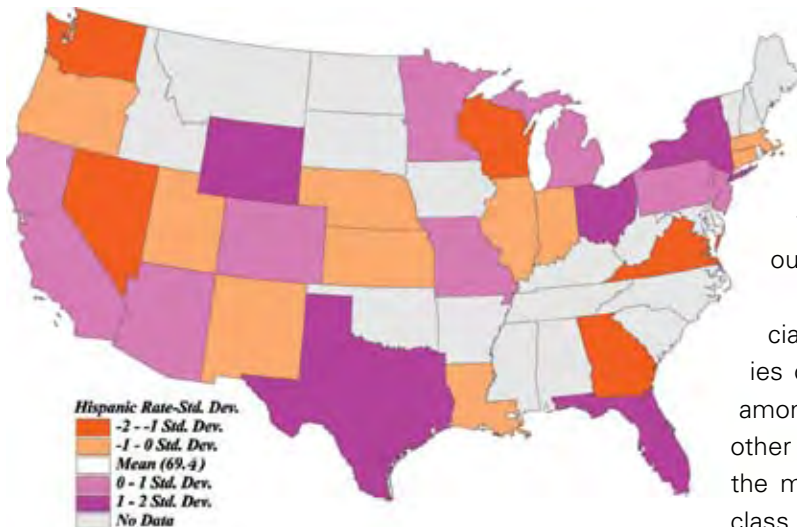 ou
cia
ies o
amon
other
the m
class
Hispanic Rate-Std. Dev.
-2 - -1 Std. Dev.
-1 - 0 Std. Dev.
Mean (69.4)
0 - 1 Std. Dev.
1 - 2 Std. Dev.
No Data